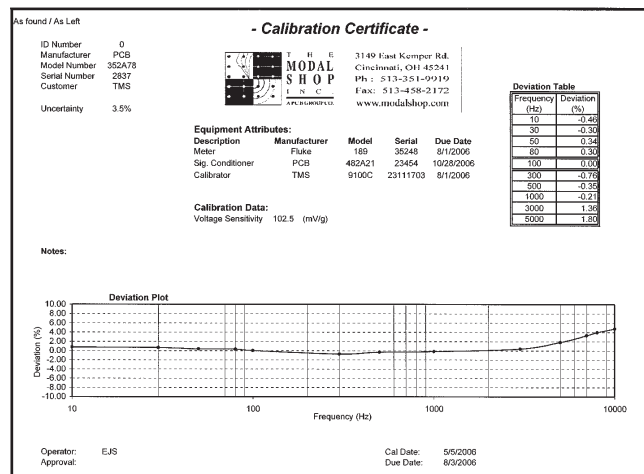 As found / As Left
- Calibration Certificate -
ID Number 0
Manufacturer PCB
Model Number 352A78
Serial Number 2837
Customer TMS
Uncertainty 3.5%
THE
MODAL
SHOP
INC
A PCB GROUP CO.
3149 East Kemper Rd.
Cincinnati, OH 45241
Ph : 513-351-9919
Fax: 513-458-2172
www.modalshop.com
Deviation Table
Frequency (Hz) Deviation (%)
10 -0.46
30 -0.30
50 0.34
80 0.30
100 0.00
300 -0.76
500 -0.35
1000 -0.21
3000 1.36
5000 1.80
Equipment Attributes:
Description Manufacturer Model Serial Due Date
Meter Fluke 189 35248 8/1/2006
Sig. Conditioner PCB 482A21 23454 10/28/2006
Calibrator TMS 9100C 23111703 8/1/2006
Calibration Data:
Voltage Sensitivity 102.5 (mV/g)
Notes:
Deviation Plot
Deviation (%)
10.00
8.00
6.00
4.00
2.00
0.00
-2.00
-4.00
-6.00
-8.00
-10.00
10 100 1000 10000
Frequency (Hz)
Operator: EJS
Approval:
Cal Date: 5/5/2006
Due Date: 8/3/2006